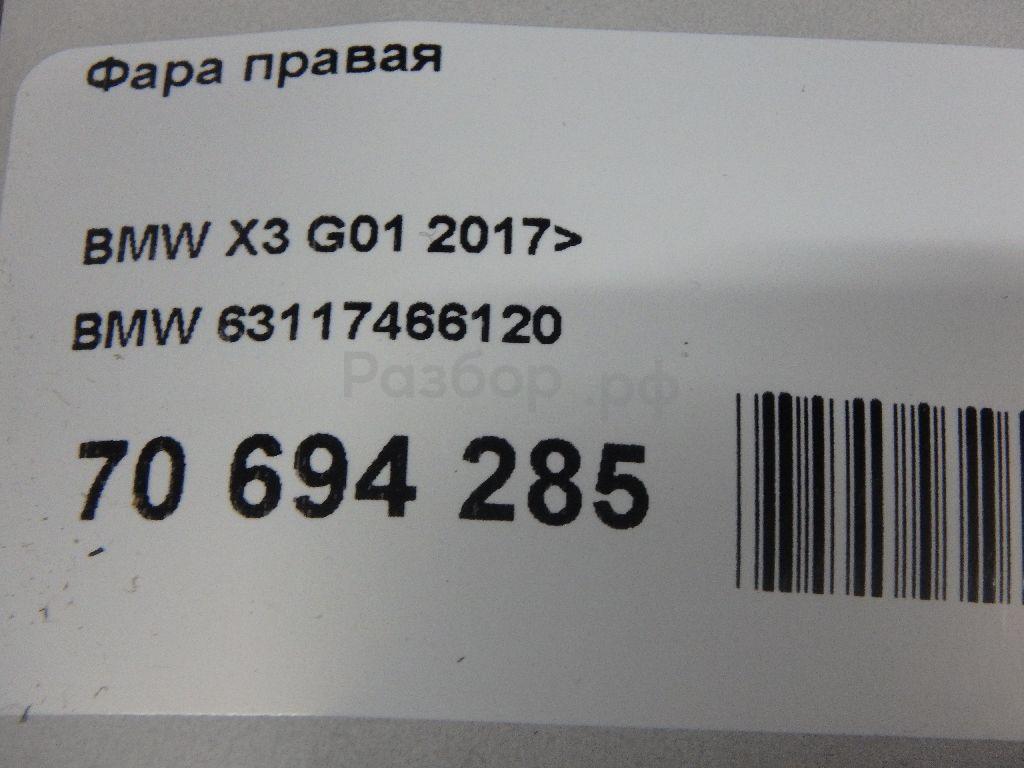 Фара правая
BMW X3 G01 2017>
BMW 63117466120
Разбор.рф
70 694 285